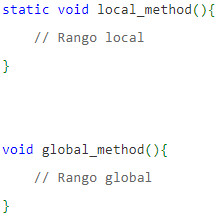 static void local_method(){
// Rango local
}
void global_method(){
// Rango global
}